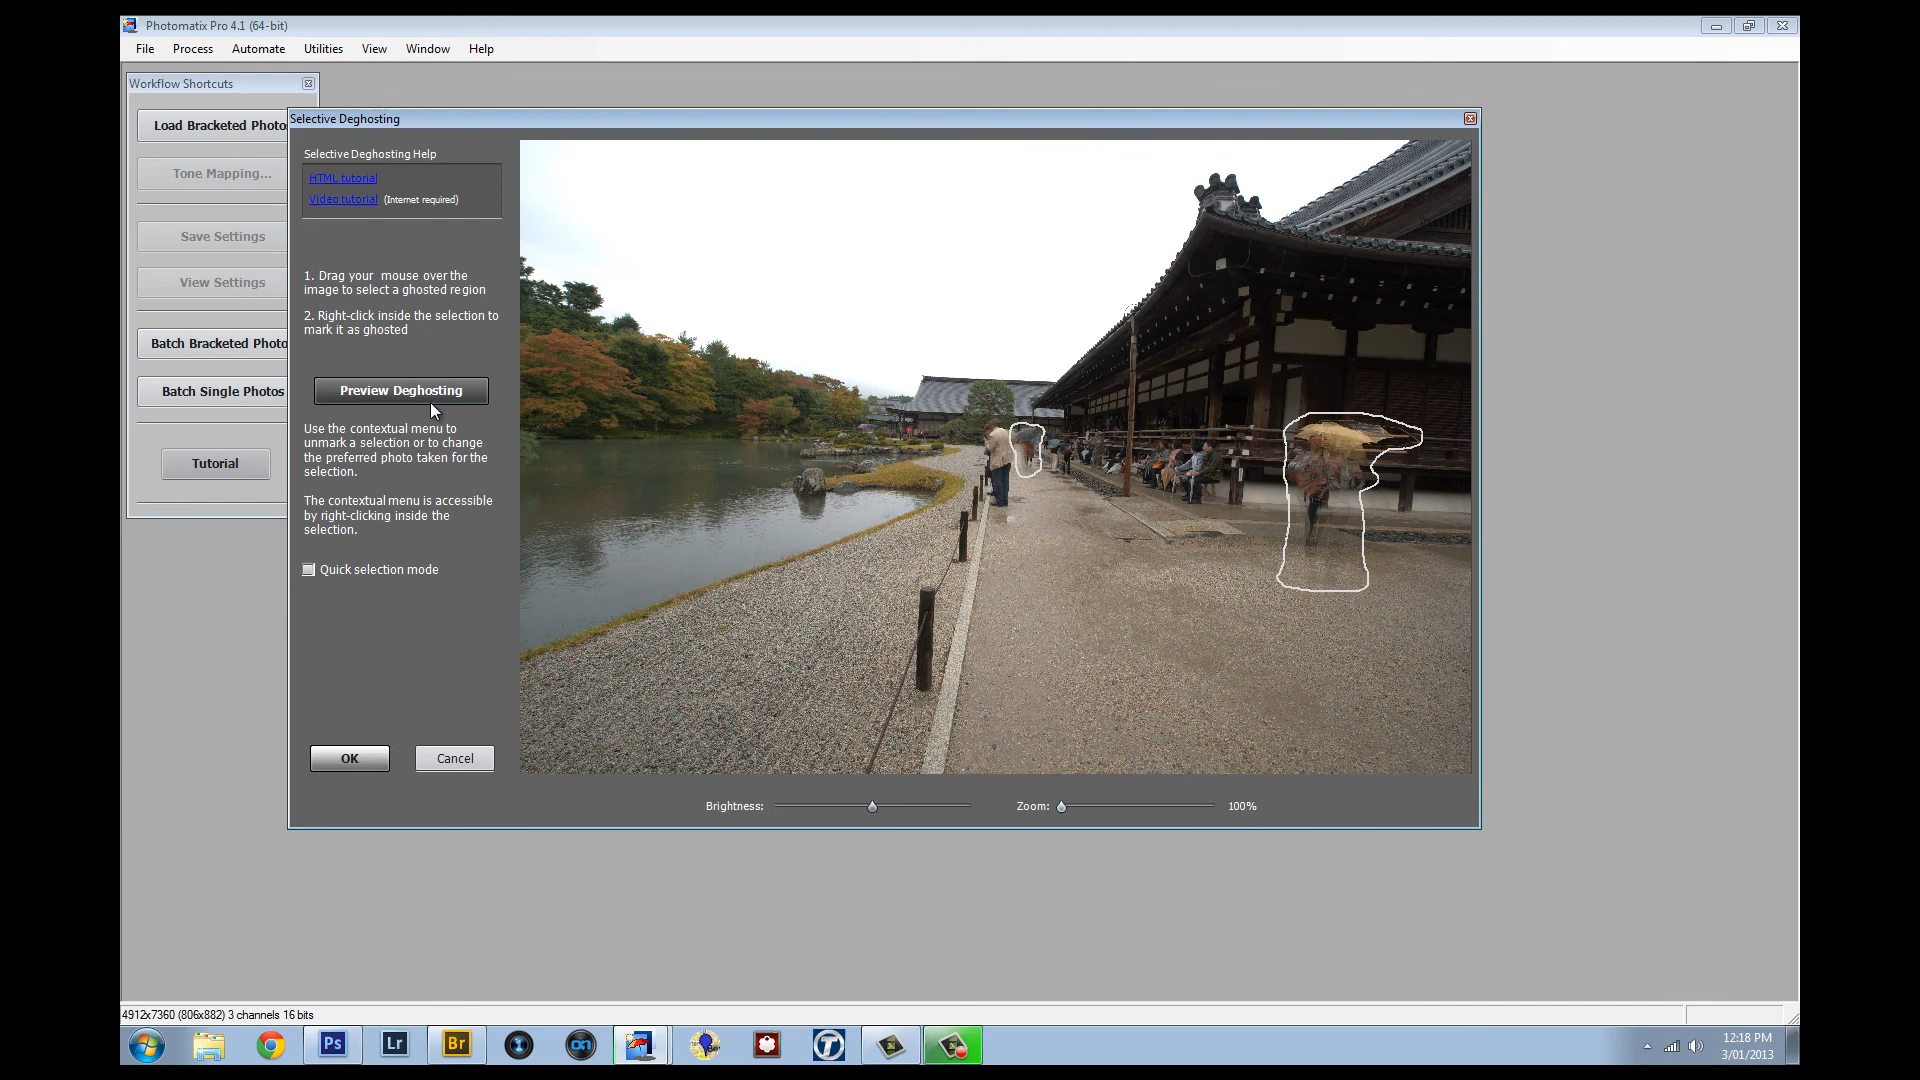 Photomatix Pro 4.1 (64-bit)
File Process Automate Utilities View Window Help
Workflow Shortcuts
Load Bracketed Photo
Tone Mapping...
Save Settings
View Settings
Batch Bracketed Photo
Batch Single Photos
Tutorial
Selective Deghosting
Selective Deghosting Help
HTML tutorial
Video tutorial (Internet required)
1. Drag your mouse over the
image to select a ghosted region
2. Right-click inside the selection to
mark it as ghosted
Preview Deghosting
Use the contextual menu to
unmark a selection or to change
the preferred photo taken for the
selection.
The contextual menu is accessible
by right-clicking inside the
selection.
Quick selection mode
OK Cancel
Brightness: Zoom: 100%
4912x7360 (806x882) 3 channels 16 bits
Ps Lr Br on T
12:18 PM
3/01/2013